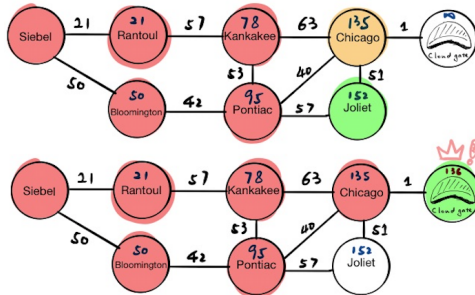 21 57 63 1
Siebel 21 Rantoul 78 Kankakee 135 Chicago ∞ Cloud gate
50 53 40 51
50 Bloomington 42 95 Pontiac 57 152 Joliet
21 57 63 1
Siebel 21 Rantoul 78 Kankakee 135 Chicago 136 Cloud gate
50 53 40 51
50 Bloomington 42 95 Pontiac 57 152 Joliet